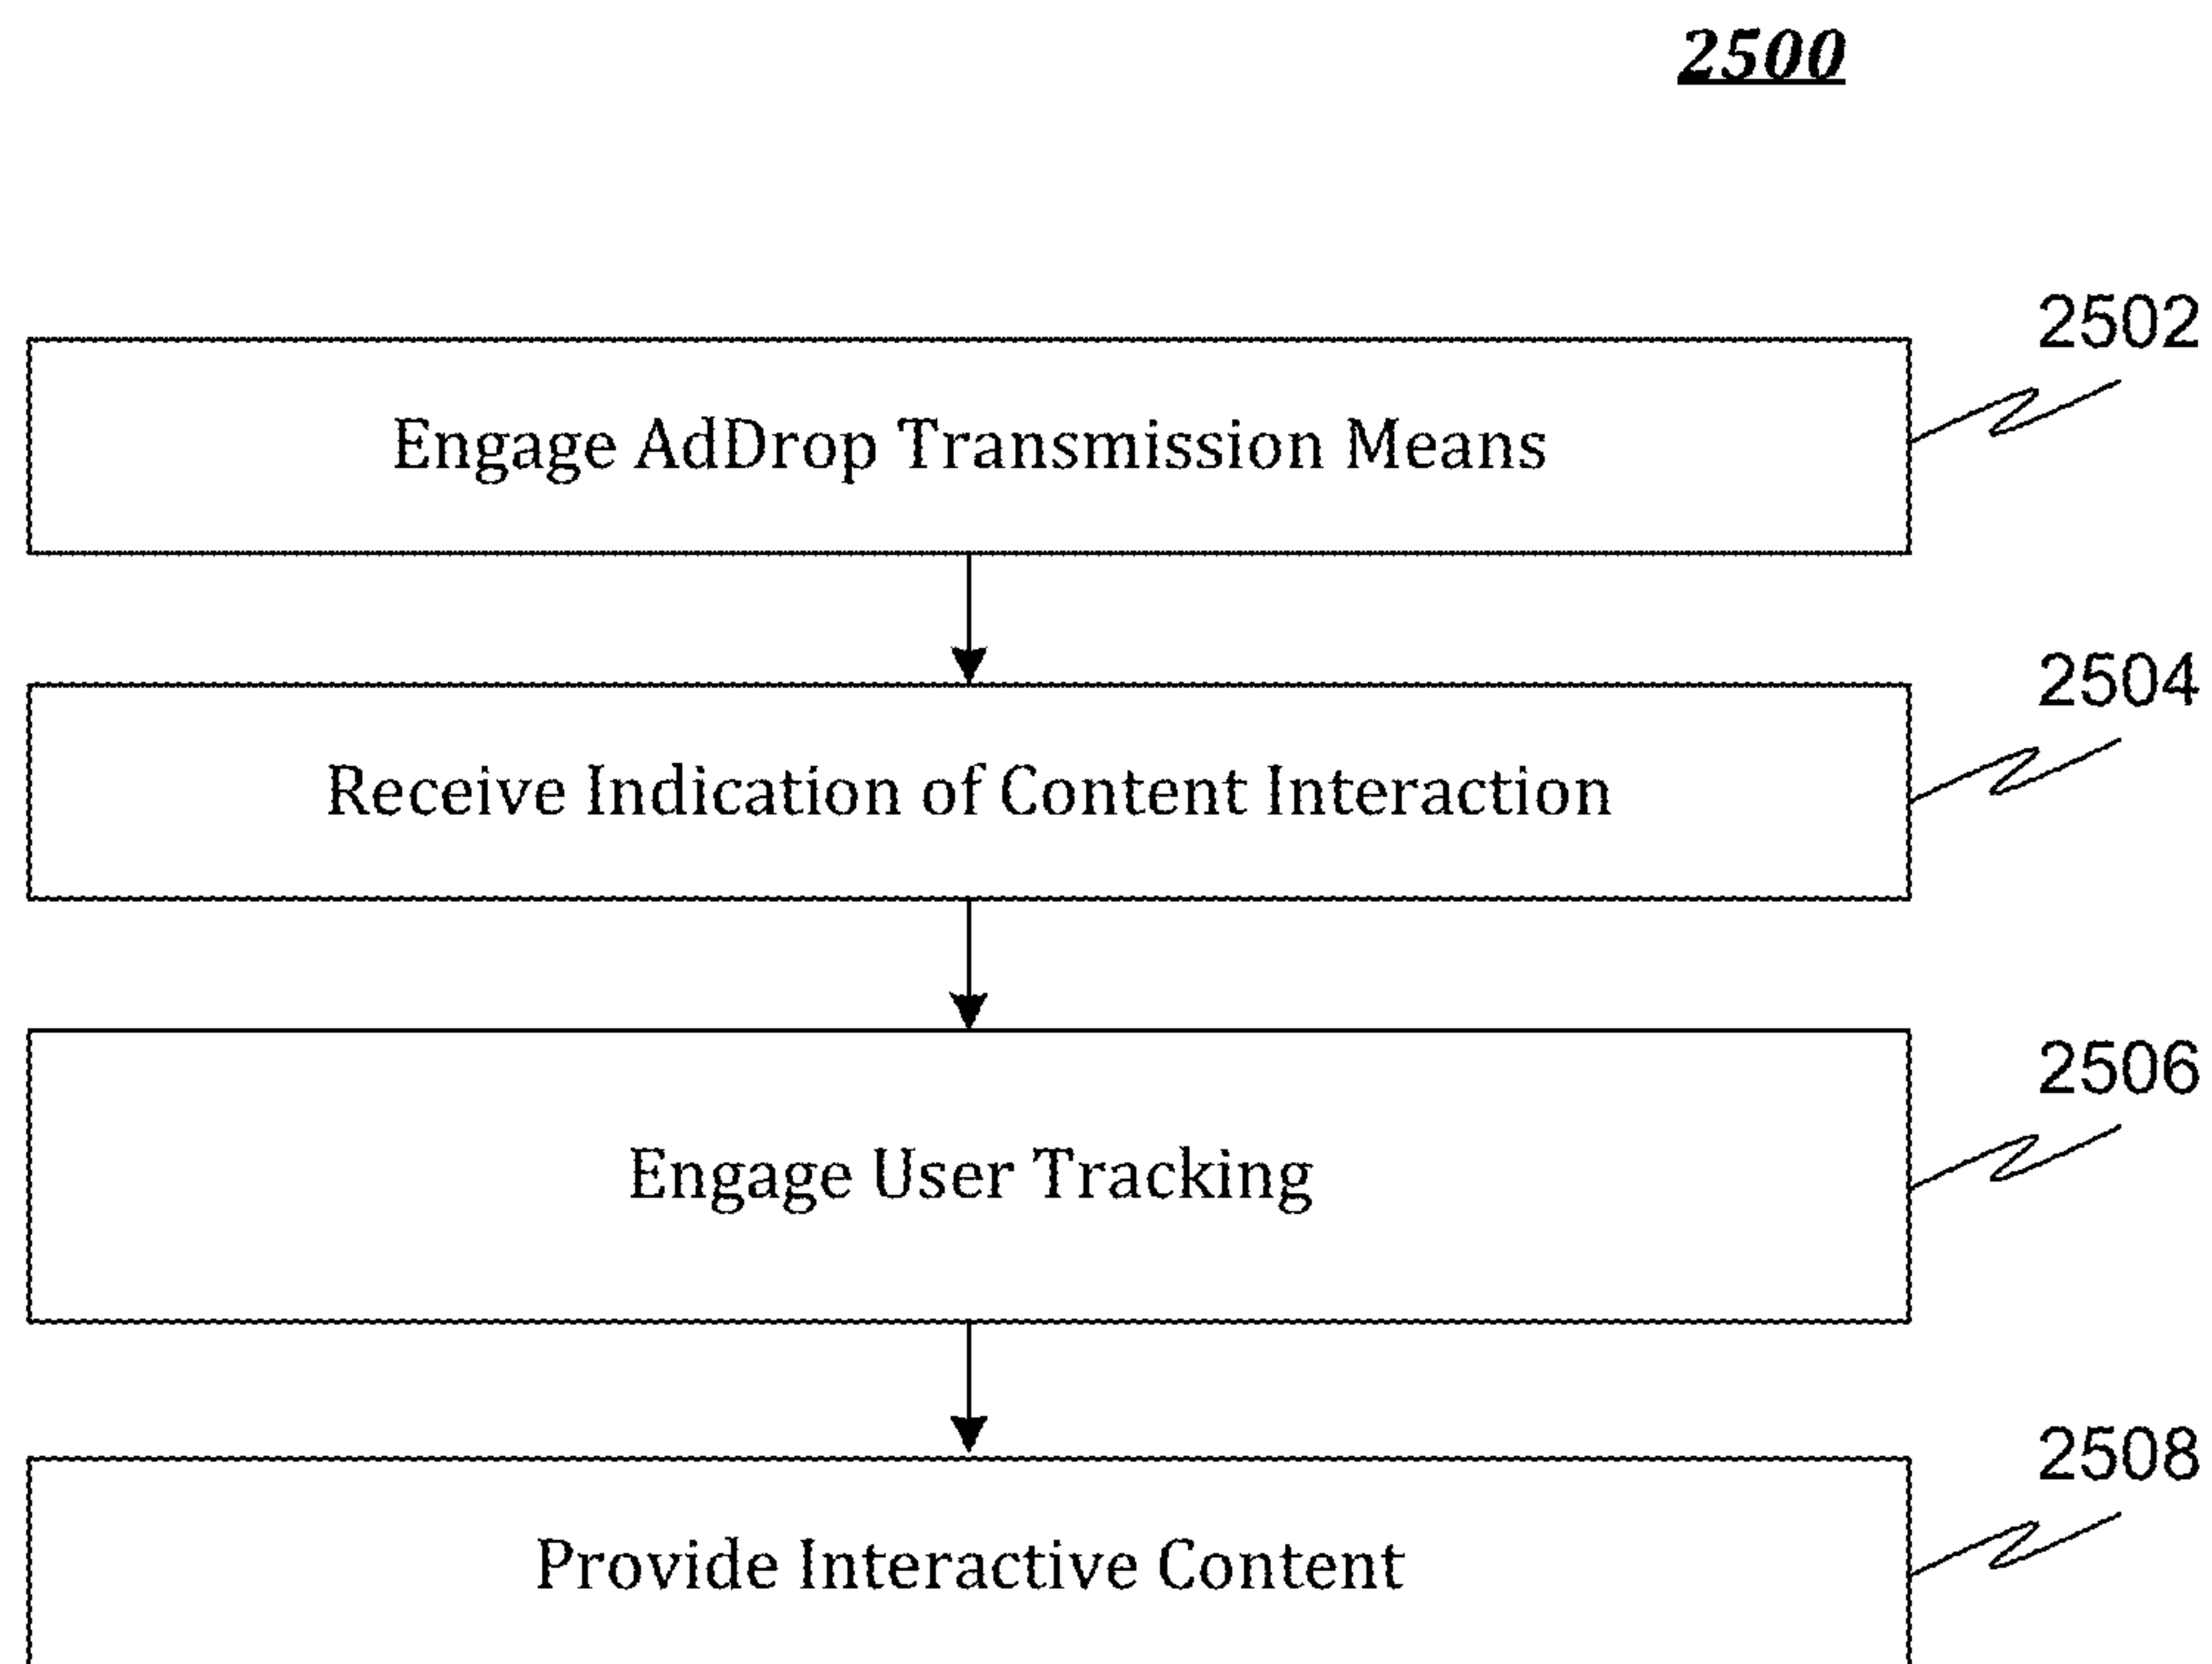 2500
2502
Engage AdDrop Transmission Means
2504
Receive Indication of Content Interaction
2506
Engage User Tracking
2508
Provide Interactive Content